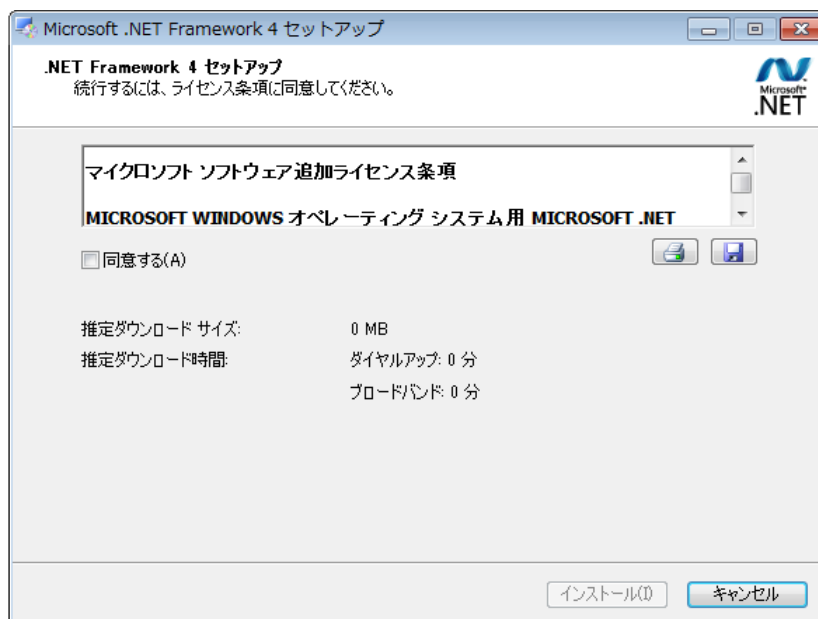 Microsoft .NET Framework 4 セットアップ
.NET Framework 4 セットアップ
続行するには、ライセンス条項に同意してください。
Microsoft
.NET
マイクロソフト ソフトウェア追加ライセンス条項
MICROSOFT WINDOWS オペレーティング システム用 MICROSOFT .NET
同意する(A)
推定ダウンロード サイズ: 0 MB
推定ダウンロード時間: ダイヤルアップ: 0 分
ブロードバンド: 0 分
インストール(I) キャンセル